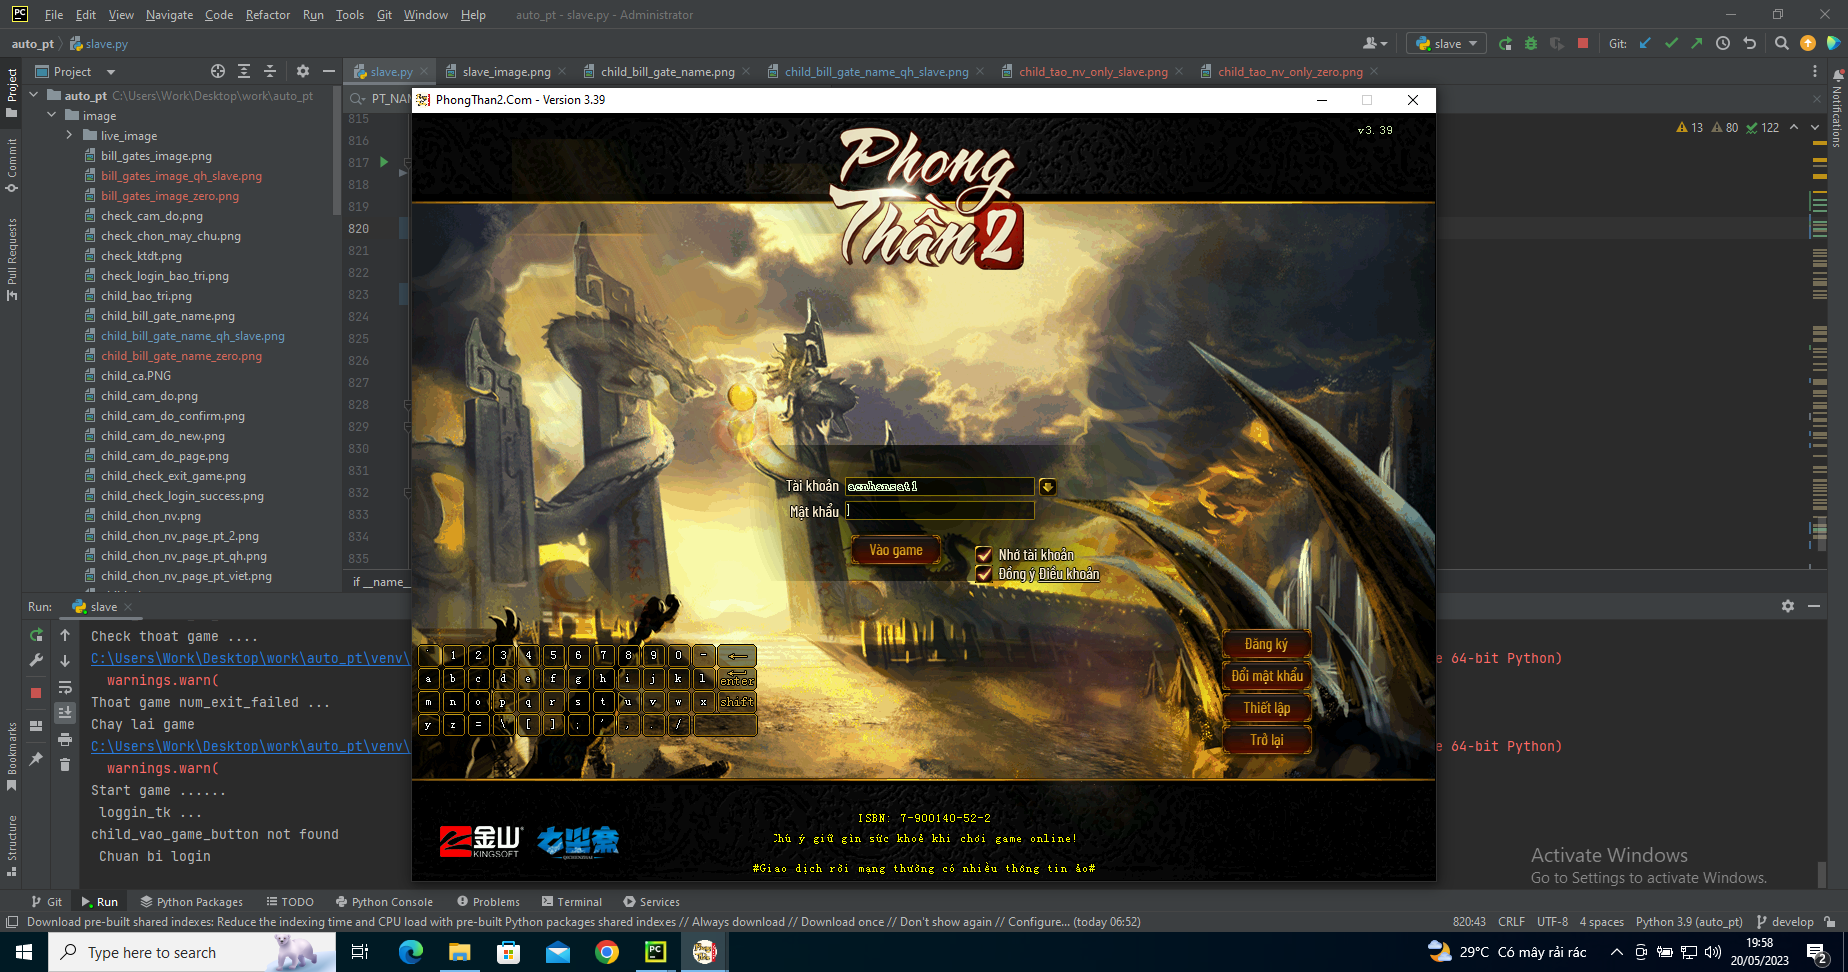 File Edit View Navigate Code Refactor Run Tools Git Window Help auto_pt - slave.py - Administrator
auto_pt slave.py
slave Git:
Project
slave.py slave_image.png child_bill_gate_name.png child_bill_gate_name_qh_slave.png child_tao_nv_only_slave.png child_tao_nv_only_zero.png
auto_pt C:\Users\Work\Desktop\work\auto_pt
image
live_image
bill_gates_image.png
bill_gates_image_qh_slave.png
bill_gates_image_zero.png
check_cam_do.png
check_chon_may_chu.png
check_ktdt.png
check_login_bao_tri.png
child_bao_tri.png
child_bill_gate_name.png
child_bill_gate_name_qh_slave.png
child_bill_gate_name_zero.png
child_ca.PNG
child_cam_do.png
child_cam_do_confirm.png
child_cam_do_new.png
child_cam_do_page.png
child_check_exit_game.png
child_check_login_success.png
child_chon_nv.png
child_chon_nv_page_pt_2.png
child_chon_nv_page_pt_qh.png
child_chon_nv_page_pt_viet.png
Project
Commit
Pull Requests
Bookmarks
Structure
Notifications
PT_NAM
815
816
817
818
819
820
821
822
823
824
825
826
827
828
829
830
831
832
833
834
835
if __name__
13 80 122
PhongThan2.Com - Version 3.39
v3.39
Phong
Thần 2
Tài khoản acnhansat1
Mật khẩu
Vào game
Nhớ tài khoản
Đồng ý Điều khoản
` 1 2 3 4 5 6 7 8 9 0 - ←
a b c d e f g h i j k l enter
m n o p q r s t u v w x shift
y z = \ [ ] ; ' , . /
Đăng ký
Đổi mật khẩu
Thiết lập
Trở lại
金山
KINGSOFT
ISBN: 7-900140-52-2
Chú ý giữ gìn sức khoẻ khi chơi game online!
#Giao dịch rời mạng thường có nhiều thông tin ảo#
Run: slave
Check thoat game ....
C:\Users\Work\Desktop\work\auto_pt\venv\
e 64-bit Python)
warnings.warn(
Thoat game num_exit_failed ...
Chay lai game
C:\Users\Work\Desktop\work\auto_pt\venv\
e 64-bit Python)
warnings.warn(
Start game ......
loggin_tk ...
child_vao_game_button not found
Chuan bi login
Activate Windows
Go to Settings to activate Windows.
Git Run Python Packages TODO Python Console Problems Terminal Services
Download pre-built shared indexes: Reduce the indexing time and CPU load with pre-built Python packages shared indexes // Always download // Download once // Don't show again // Configure... (today 06:52)
820:43 CRLF UTF-8 4 spaces Python 3.9 (auto_pt) develop
Type here to search
29°C Có mây rải rác
19:58
20/05/2023
2